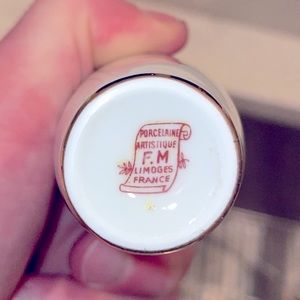 PORCELAINE
ARTISTIQUE
F.M
LIMOGES
FRANCE